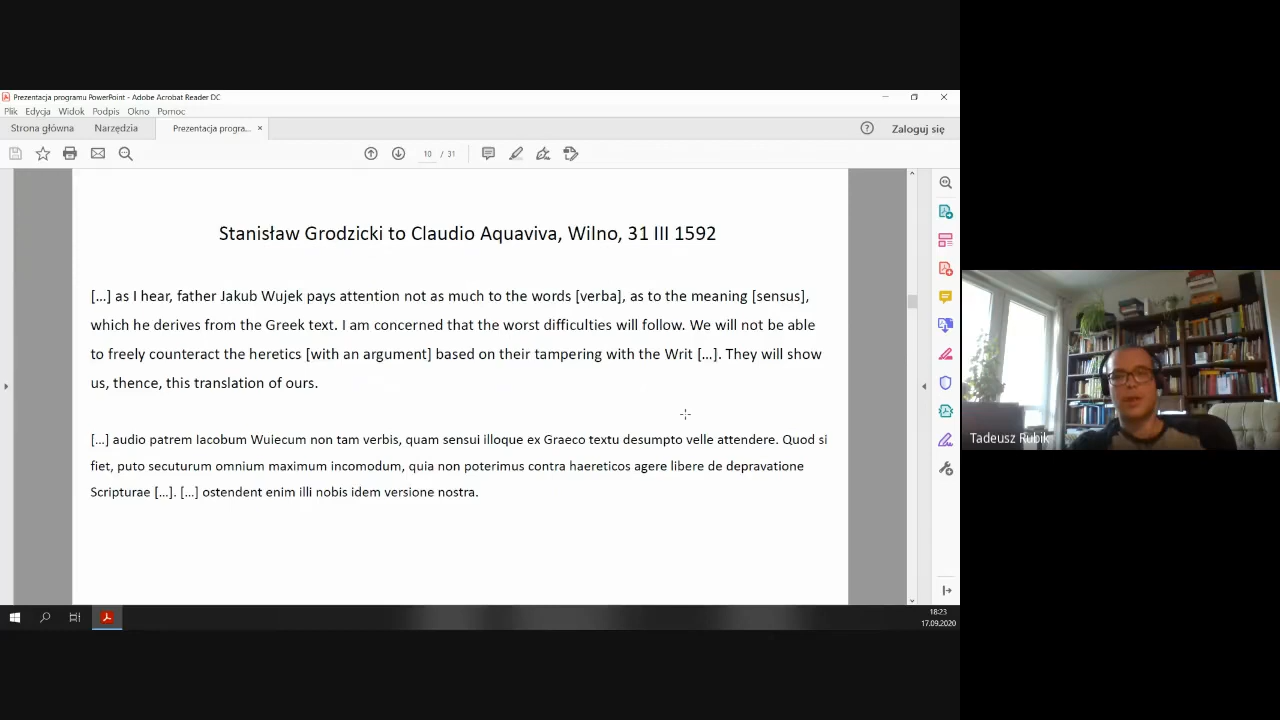 Prezentacja programu PowerPoint - Adobe Acrobat Reader DC
Plik Edycja Widok Podpis Okno Pomoc
Strona główna Narzędzia Prezentacja progra... × Zaloguj się
10 / 31
Stanisław Grodzicki to Claudio Aquaviva, Wilno, 31 III 1592
[...] as I hear, father Jakub Wujek pays attention not as much to the words [verba], as to the meaning [sensus],
which he derives from the Greek text. I am concerned that the worst difficulties will follow. We will not be able
to freely counteract the heretics [with an argument] based on their tampering with the Writ [...]. They will show
us, thence, this translation of ours.
[...] audio patrem Iacobum Wuiecum non tam verbis, quam sensui illoque ex Graeco textu desumpto velle attendere. Quod si
fiet, puto secuturum omnium maximum incomodum, quia non poterimus contra haereticos agere libere de depravatione
Scripturae [...]. [...] ostendent enim illi nobis idem versione nostra.
Tadeusz Rubik
18:23
17.09.2020